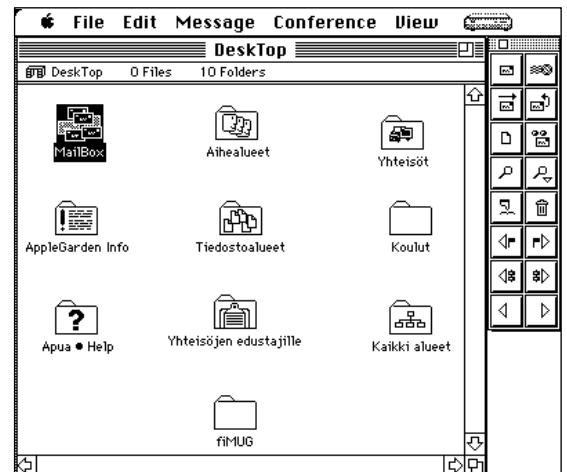 File Edit Message Conference View
DeskTop
DeskTop 0 Files 10 Folders
MailBox Aihealueet Yhteisöt
AppleGarden Info Tiedostoalueet Koulut
Apua ● Help Yhteisöjen edustajille Kaikki alueet
fiMUG